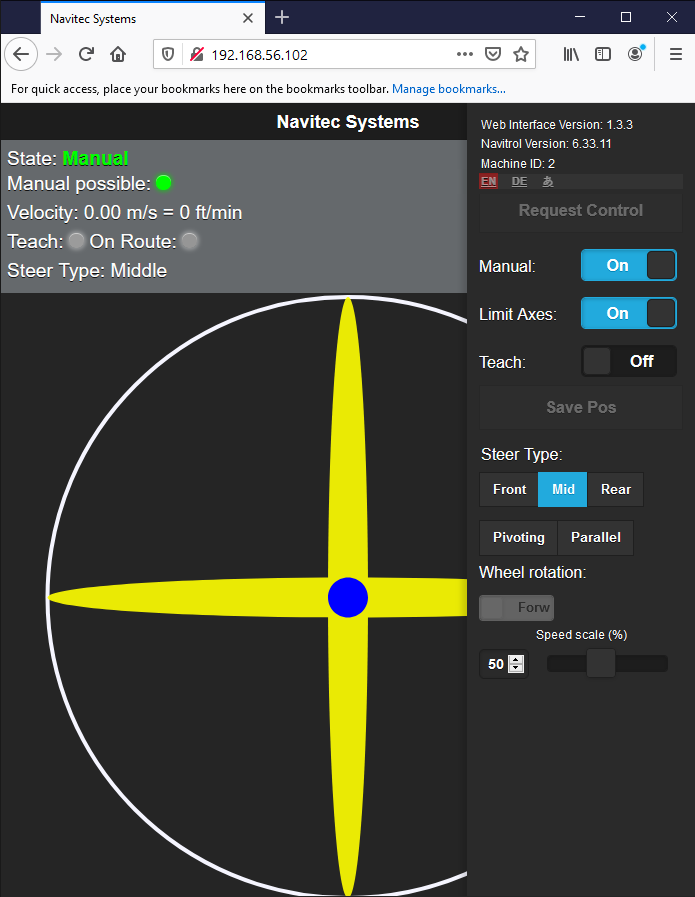 Navitec Systems
192.168.56.102
For quick access, place your bookmarks here on the bookmarks toolbar. Manage bookmarks...
Navitec Systems
State: Manual
Manual possible:
Velocity: 0.00 m/s = 0 ft/min
Teach: On Route:
Steer Type: Middle
Web Interface Version: 1.3.3
Navitrol Version: 6.33.11
Machine ID: 2
EN DE あ
Request Control
Manual: On
Limit Axes: On
Teach: Off
Save Pos
Steer Type:
Front Mid Rear
Pivoting Parallel
Wheel rotation:
Forw
Speed scale (%)
50